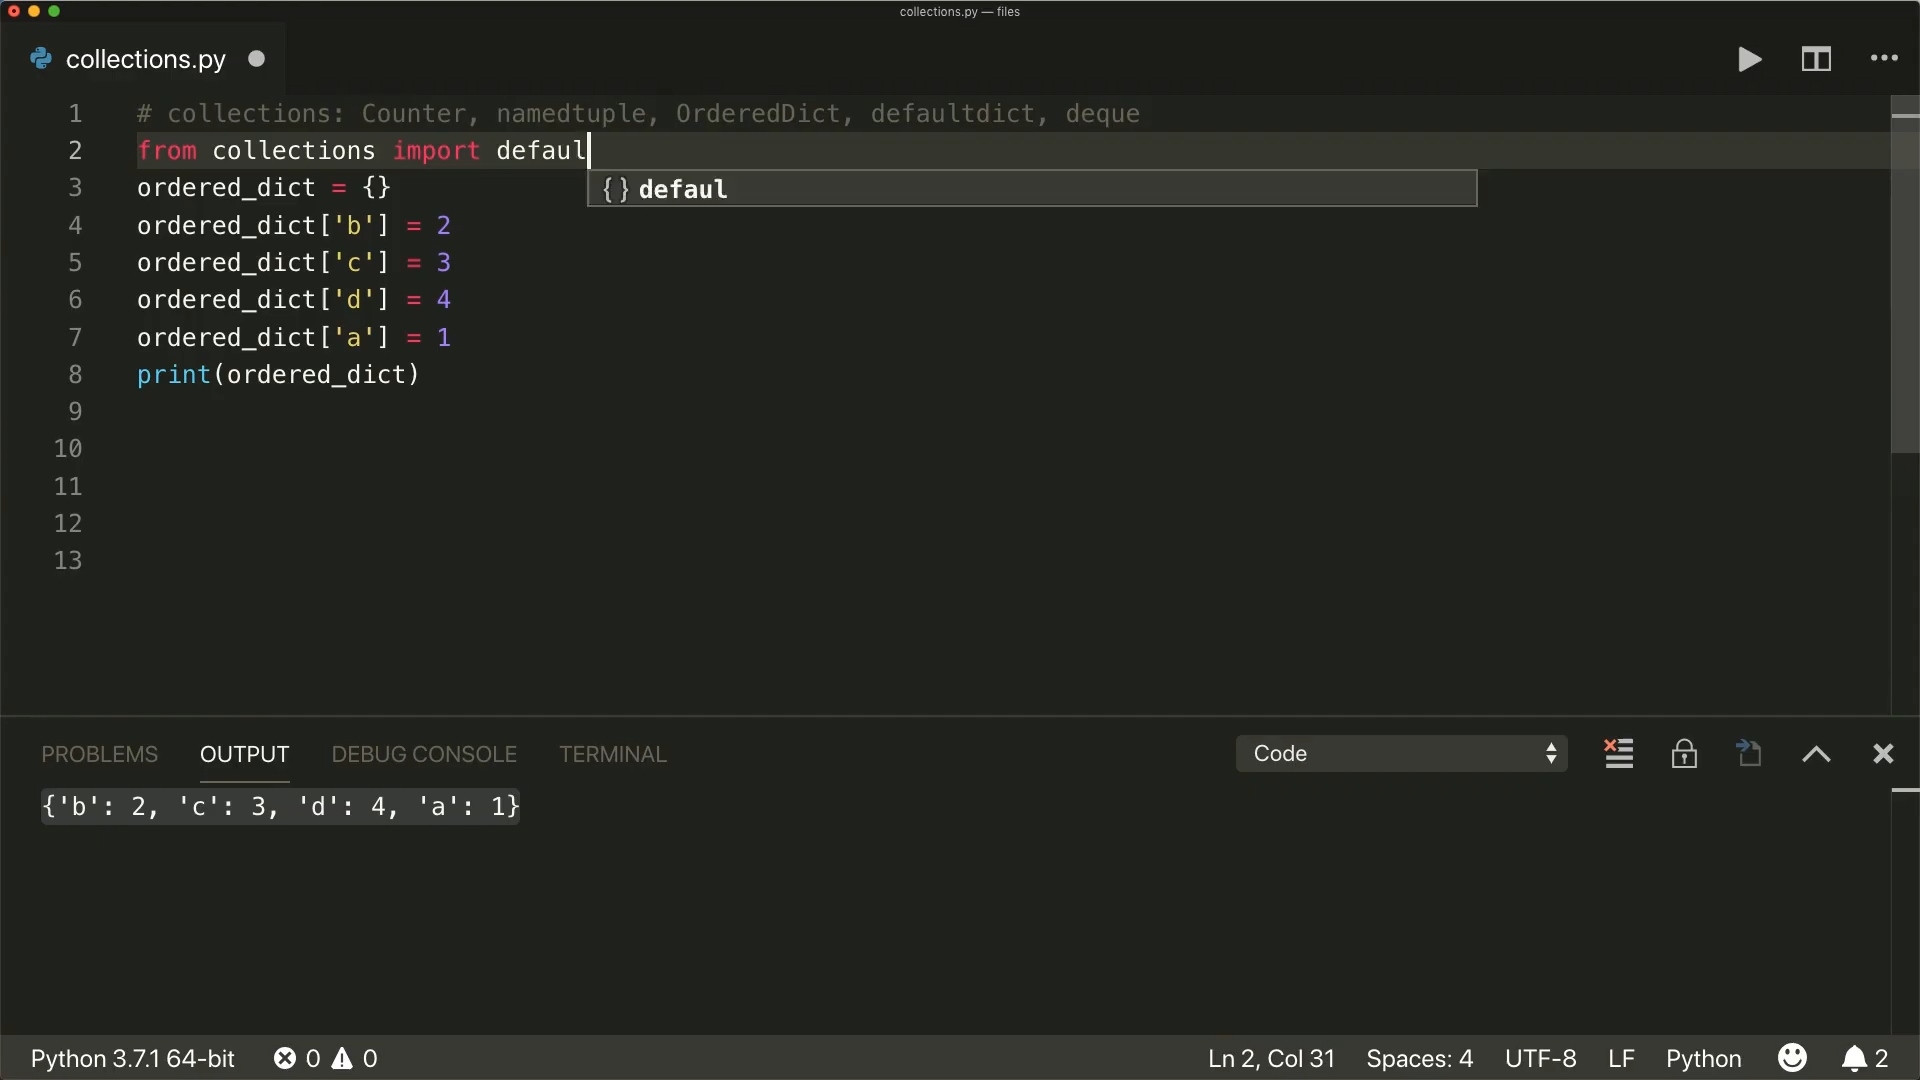 collections.py — files
collections.py
1 # collections: Counter, namedtuple, OrderedDict, defaultdict, deque
2 from collections import defaul
{} defaul
3 ordered_dict = {}
4 ordered_dict['b'] = 2
5 ordered_dict['c'] = 3
6 ordered_dict['d'] = 4
7 ordered_dict['a'] = 1
8 print(ordered_dict)
9
10
11
12
13
PROBLEMS OUTPUT DEBUG CONSOLE TERMINAL Code
{'b': 2, 'c': 3, 'd': 4, 'a': 1}
Python 3.7.1 64-bit 0 0 Ln 2, Col 31 Spaces: 4 UTF-8 LF Python 2